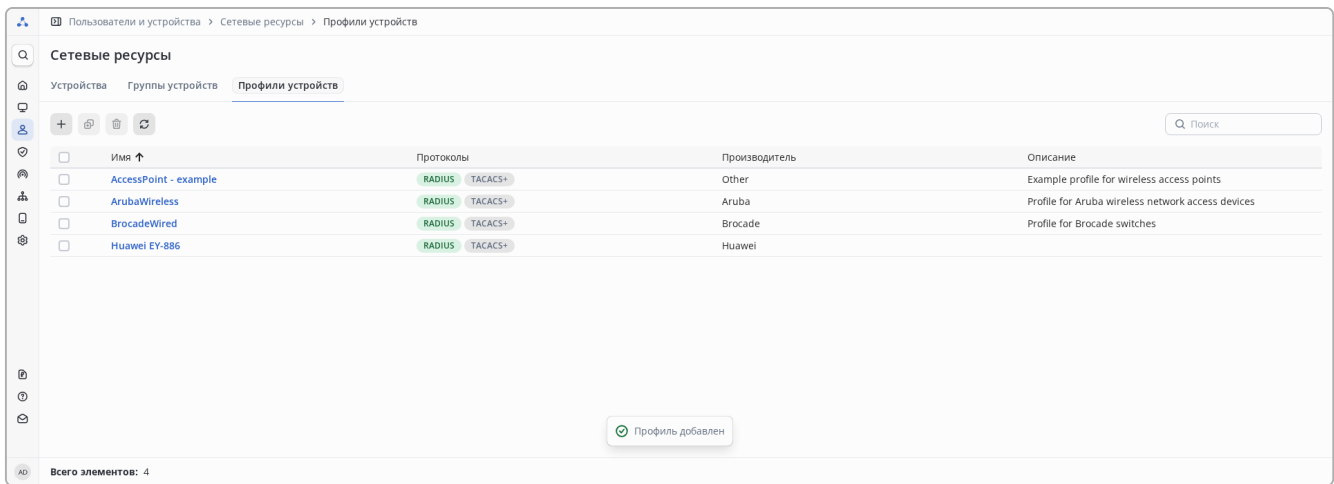 Пользователи и устройства > Сетевые ресурсы > Профили устройств
Сетевые ресурсы
Устройства Группы устройств Профили устройств
Поиск
Имя Протоколы Производитель Описание
AccessPoint - example RADIUS TACACS+ Other Example profile for wireless access points
ArubaWireless RADIUS TACACS+ Aruba Profile for Aruba wireless network access devices
BrocadeWired RADIUS TACACS+ Brocade Profile for Brocade switches
Huawei EY-886 RADIUS TACACS+ Huawei
Профиль добавлен
AD Всего элементов: 4